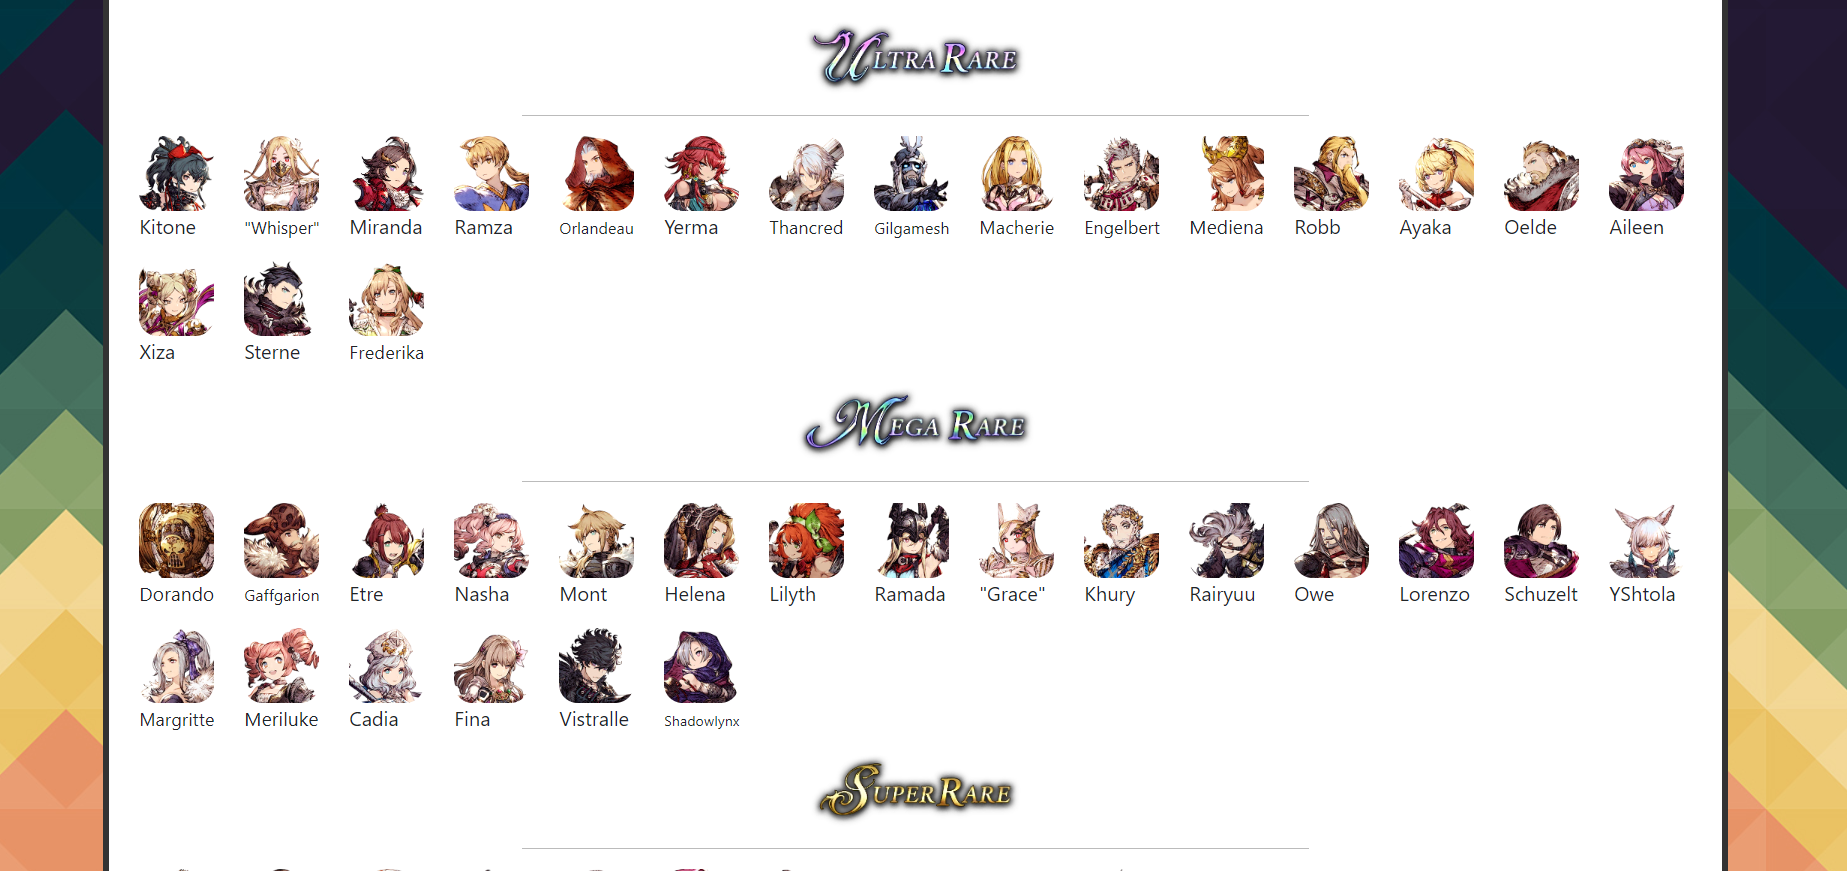 Ultra Rare
Kitone "Whisper" Miranda Ramza Orlandeau Yerma Thancred Gilgamesh Macherie Engelbert Mediena Robb Ayaka Oelde Aileen
Xiza Sterne Frederika
Mega Rare
Dorando Gaffgarion Etre Nasha Mont Helena Lilyth Ramada "Grace" Khury Rairyuu Owe Lorenzo Schuzelt YShtola
Margritte Meriluke Cadia Fina Vistralle Shadowlynx
Super Rare